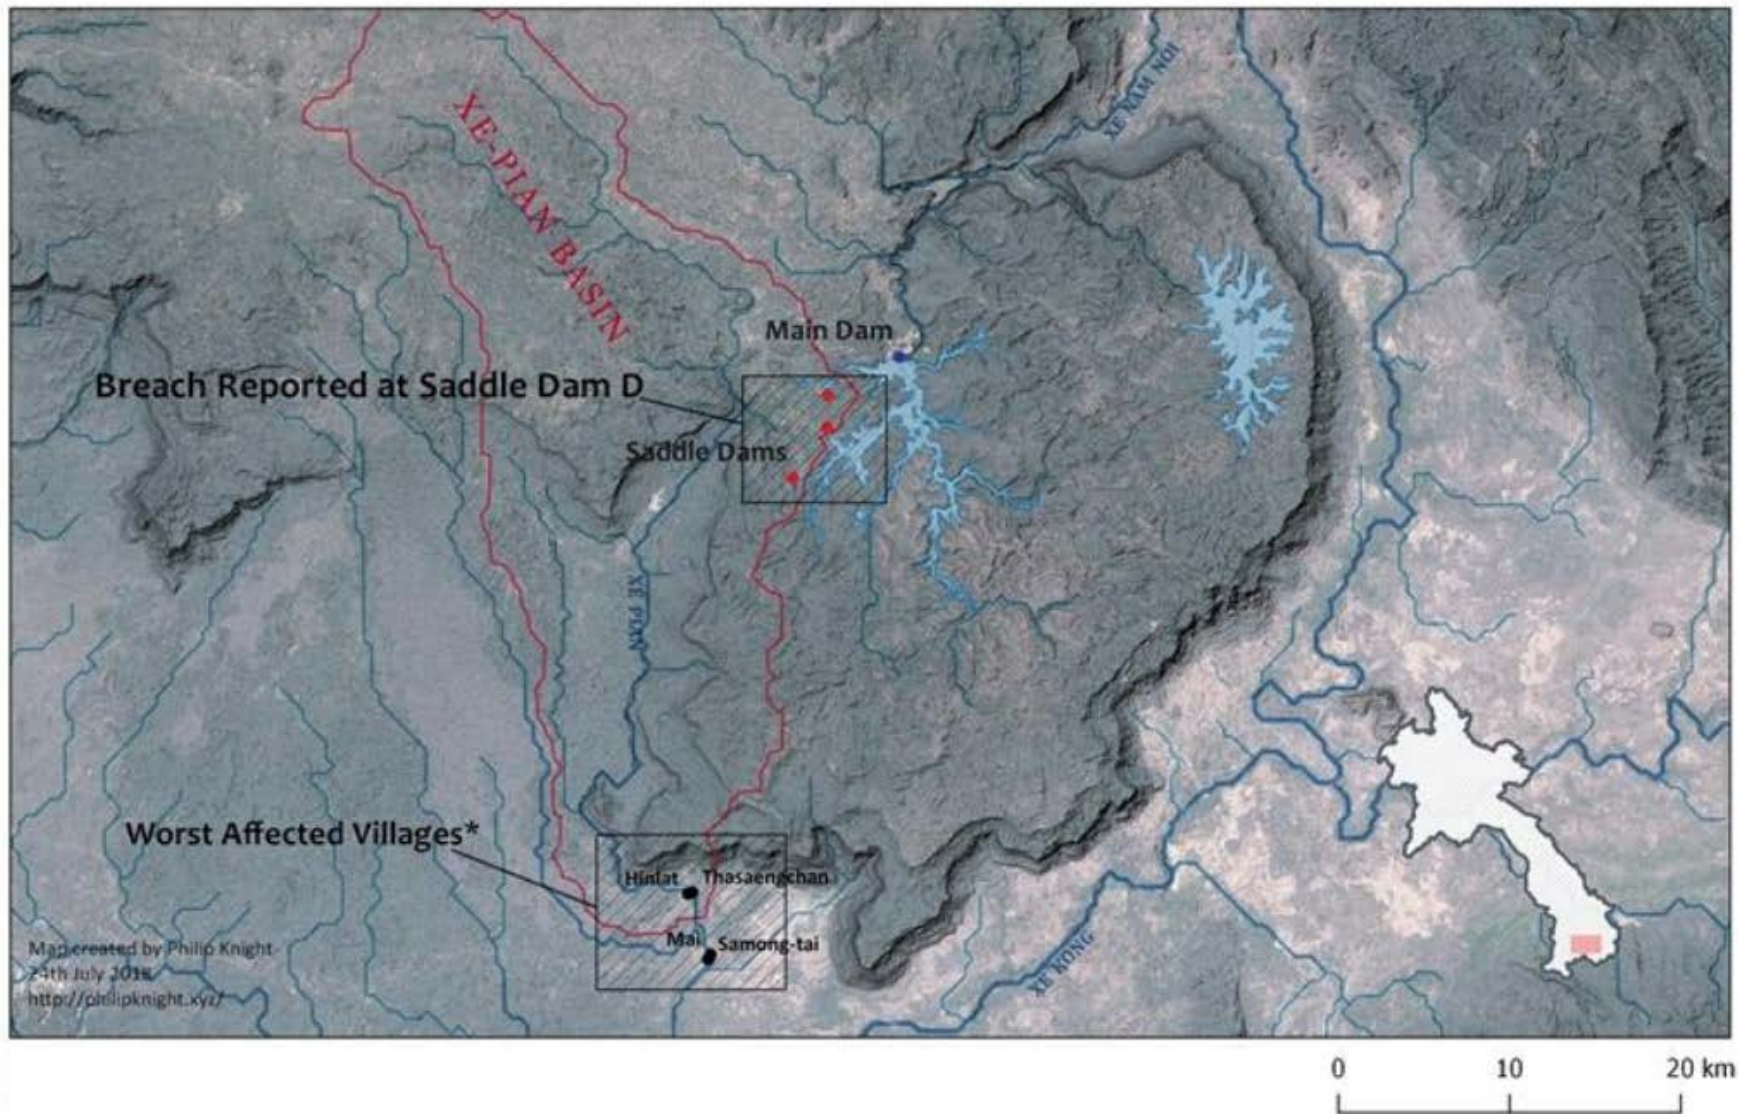 XE NAM NOI
XE-PIAN BASIN
Main Dam
Breach Reported at Saddle Dam D
Saddle Dams
XE PIAN
Worst Affected Villages*
Hinlat Thasaengchan
Mai Samong-tai
XE KONG
Map created by Philip Knight
24th July 2018
http://philipknight.xyz/
0 10 20 km